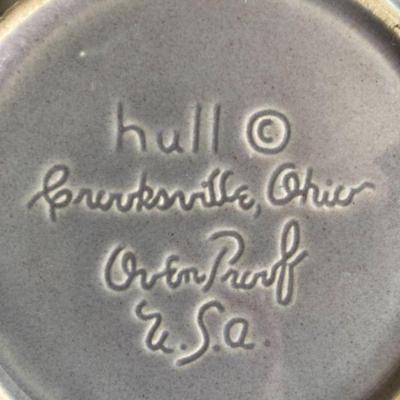 hull ©
Crooksville, Ohio
Oven Proof
U.S.a.